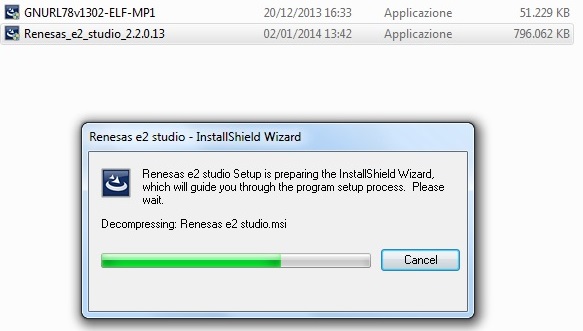 GNURL78v1302-ELF-MP1 20/12/2013 16:33 Applicazione 51.229 KB
Renesas_e2_studio_2.2.0.13 02/01/2014 13:42 Applicazione 796.062 KB
Renesas e2 studio - InstallShield Wizard
Renesas e2 studio Setup is preparing the InstallShield Wizard,
which will guide you through the program setup process. Please
wait.
Decompressing: Renesas e2 studio.msi
Cancel